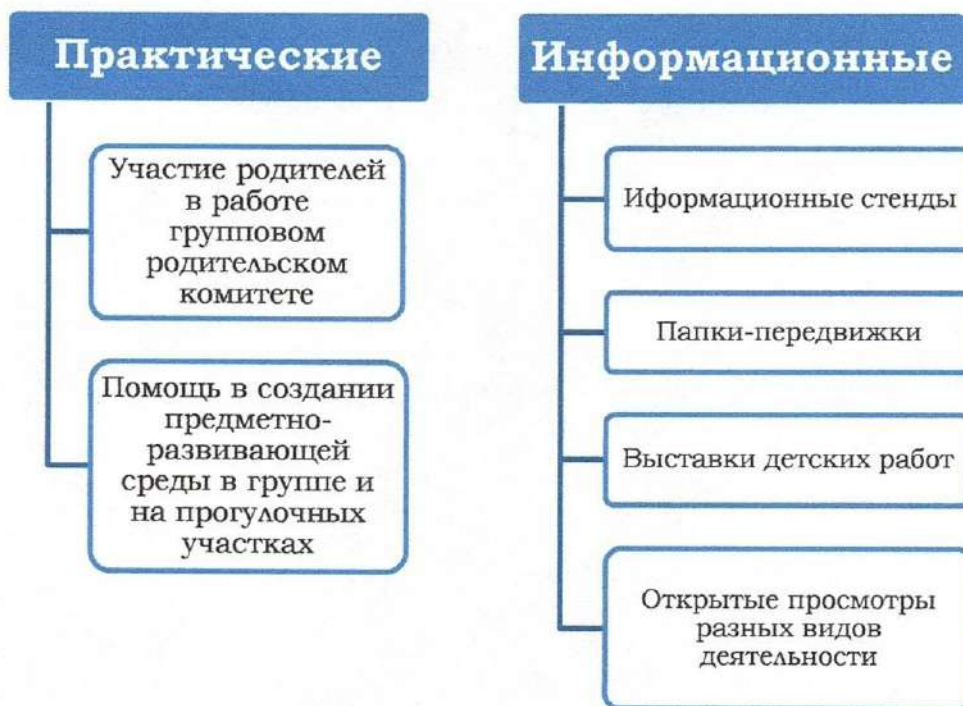 Практические
Участие родителей
в работе
групповом
родительском
комитете
Помощь в создании
предметно-
развивающей
среды в группе и
на прогулочных
участках
Информационные
Иформационные стенды
Папки-передвижки
Выставки детских работ
Открытые просмотры
разных видов
деятельности